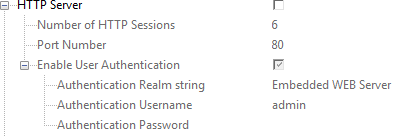 HTTP Server
Number of HTTP Sessions 6
Port Number 80
Enable User Authentication
Authentication Realm string Embedded WEB Server
Authentication Username admin
Authentication Password